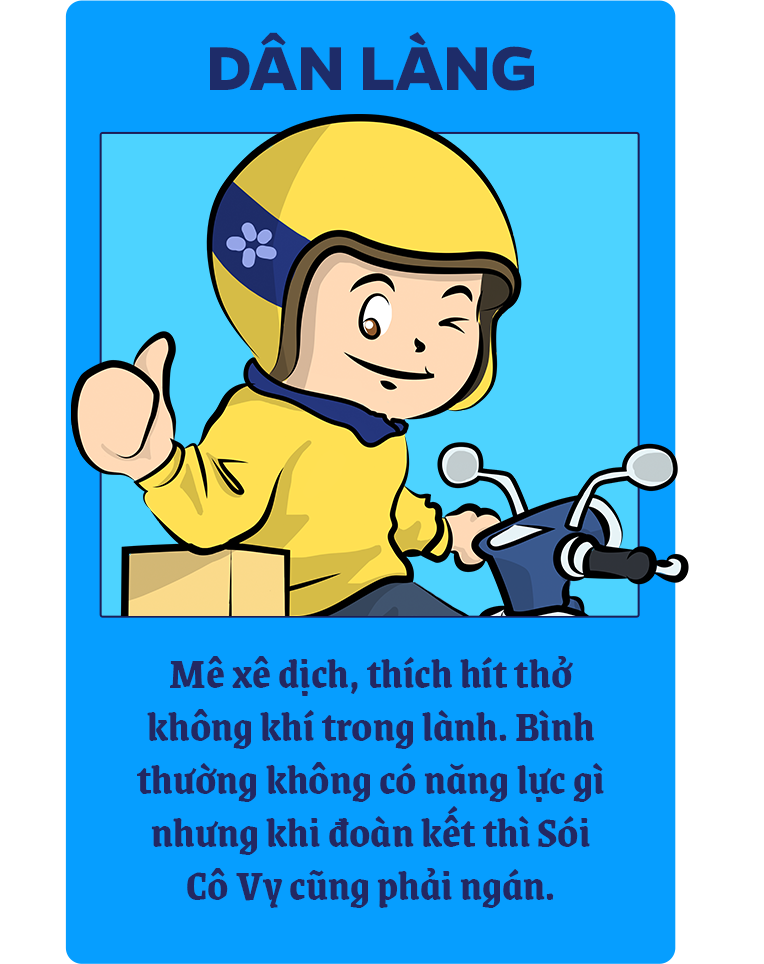 DÂN LÀNG
Mê xê dịch, thích hít thở
không khí trong lành. Bình
thường không có năng lực gì
nhưng khi đoàn kết thì Sói
Cô Vy cũng phải ngán.